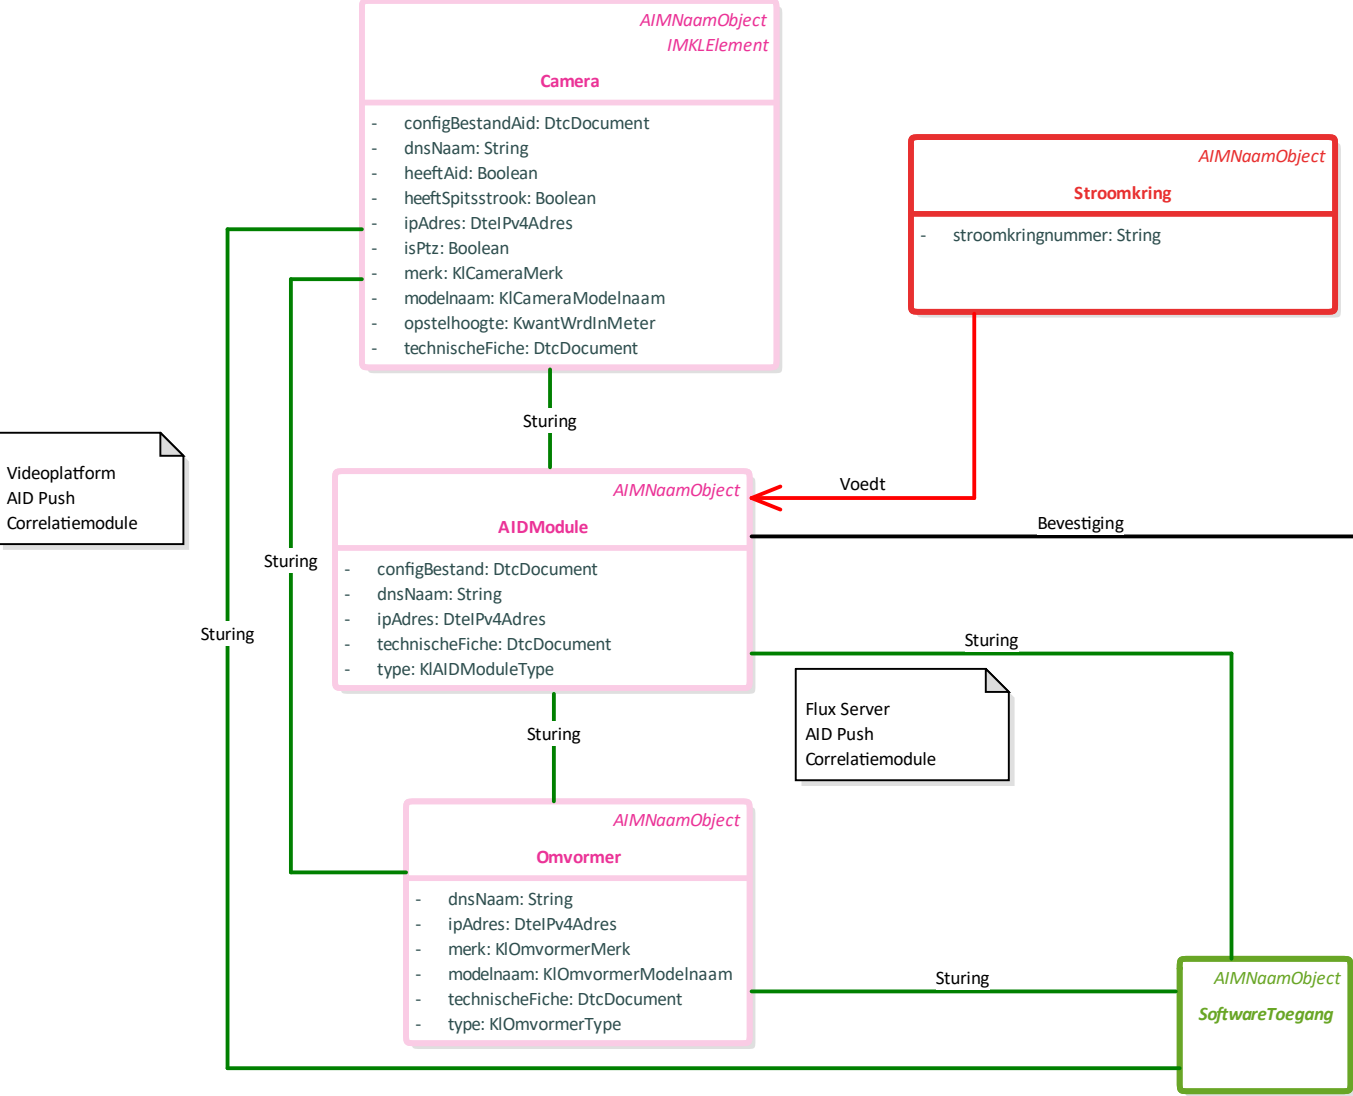 AIMNaamObject
IMKLElement
Camera
- configBestandAid: DtcDocument
- dnsNaam: String
- heeftAid: Boolean
- heeftSpitsstrook: Boolean
- ipAdres: DteIPv4Adres
- isPtz: Boolean
- merk: KlCameraMerk
- modelnaam: KlCameraModelnaam
- opstelhoogte: KwantWrdInMeter
- technischeFiche: DtcDocument
AIMNaamObject
Stroomkring
- stroomkringnummer: String
Sturing
Videoplatform
AID Push
Correlatiemodule
Voedt
AIMNaamObject
AIDModule
- configBestand: DtcDocument
- dnsNaam: String
- ipAdres: DteIPv4Adres
- technischeFiche: DtcDocument
- type: KlAIDModuleType
Bevestiging
Sturing
Sturing
Sturing
Flux Server
AID Push
Correlatiemodule
Sturing
AIMNaamObject
Omvormer
- dnsNaam: String
- ipAdres: DteIPv4Adres
- merk: KlOmvormerMerk
- modelnaam: KlOmvormerModelnaam
- technischeFiche: DtcDocument
- type: KlOmvormerType
Sturing
AIMNaamObject
SoftwareToegang